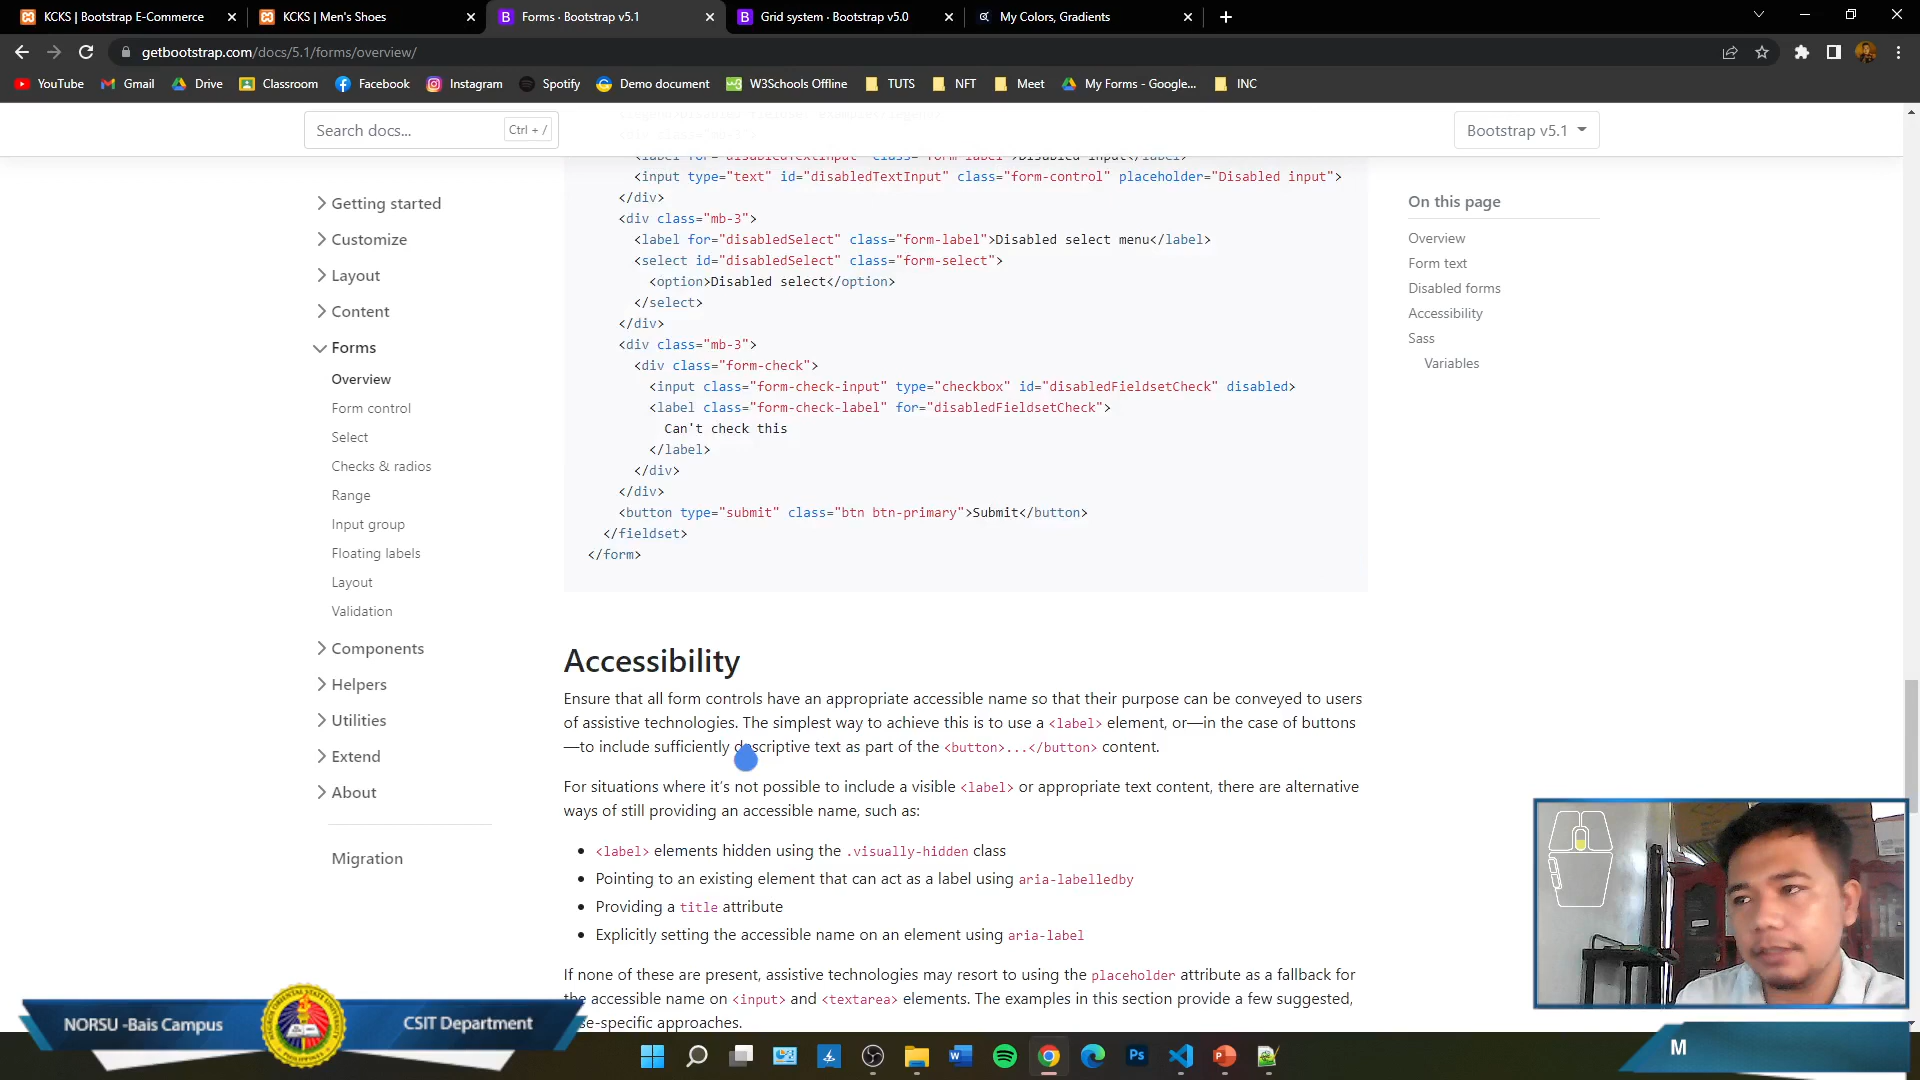 KCKS | Bootstrap E-Commerce
KCKS | Men's Shoes
Forms · Bootstrap v5.1
Grid system · Bootstrap v5.0
My Colors, Gradients
getbootstrap.com/docs/5.1/forms/overview/
YouTube
Gmail
Drive
Classroom
Facebook
Instagram
Spotify
Demo document
W3Schools Offline
TUTS
NFT
Meet
My Forms - Google...
INC
Search docs...
Ctrl + /
Bootstrap v5.1
Getting started
Customize
Layout
Content
Forms
Overview
Form control
Select
Checks & radios
Range
Input group
Floating labels
Layout
Validation
Components
Helpers
Utilities
Extend
About
Migration
<label for="disabledTextInput" class="form-label">Disabled input</label>
<input type="text" id="disabledTextInput" class="form-control" placeholder="Disabled input">
</div>
<div class="mb-3">
<label for="disabledSelect" class="form-label">Disabled select menu</label>
<select id="disabledSelect" class="form-select">
<option>Disabled select</option>
</select>
</div>
<div class="mb-3">
<div class="form-check">
<input class="form-check-input" type="checkbox" id="disabledFieldsetCheck" disabled>
<label class="form-check-label" for="disabledFieldsetCheck">
Can't check this
</label>
</div>
</div>
<button type="submit" class="btn btn-primary">Submit</button>
</fieldset>
</form>
Accessibility
Ensure that all form controls have an appropriate accessible name so that their purpose can be conveyed to users
of assistive technologies. The simplest way to achieve this is to use a <label> element, or—in the case of buttons
—to include sufficiently descriptive text as part of the <button>...</button> content.
For situations where it's not possible to include a visible <label> or appropriate text content, there are alternative
ways of still providing an accessible name, such as:
• <label> elements hidden using the .visually-hidden class
• Pointing to an existing element that can act as a label using aria-labelledby
• Providing a title attribute
• Explicitly setting the accessible name on an element using aria-label
If none of these are present, assistive technologies may resort to using the placeholder attribute as a fallback for
the accessible name on <input> and <textarea> elements. The examples in this section provide a few suggested,
se-specific approaches.
On this page
Overview
Form text
Disabled forms
Accessibility
Sass
Variables
NORSU -Bais Campus
CSIT Department
M